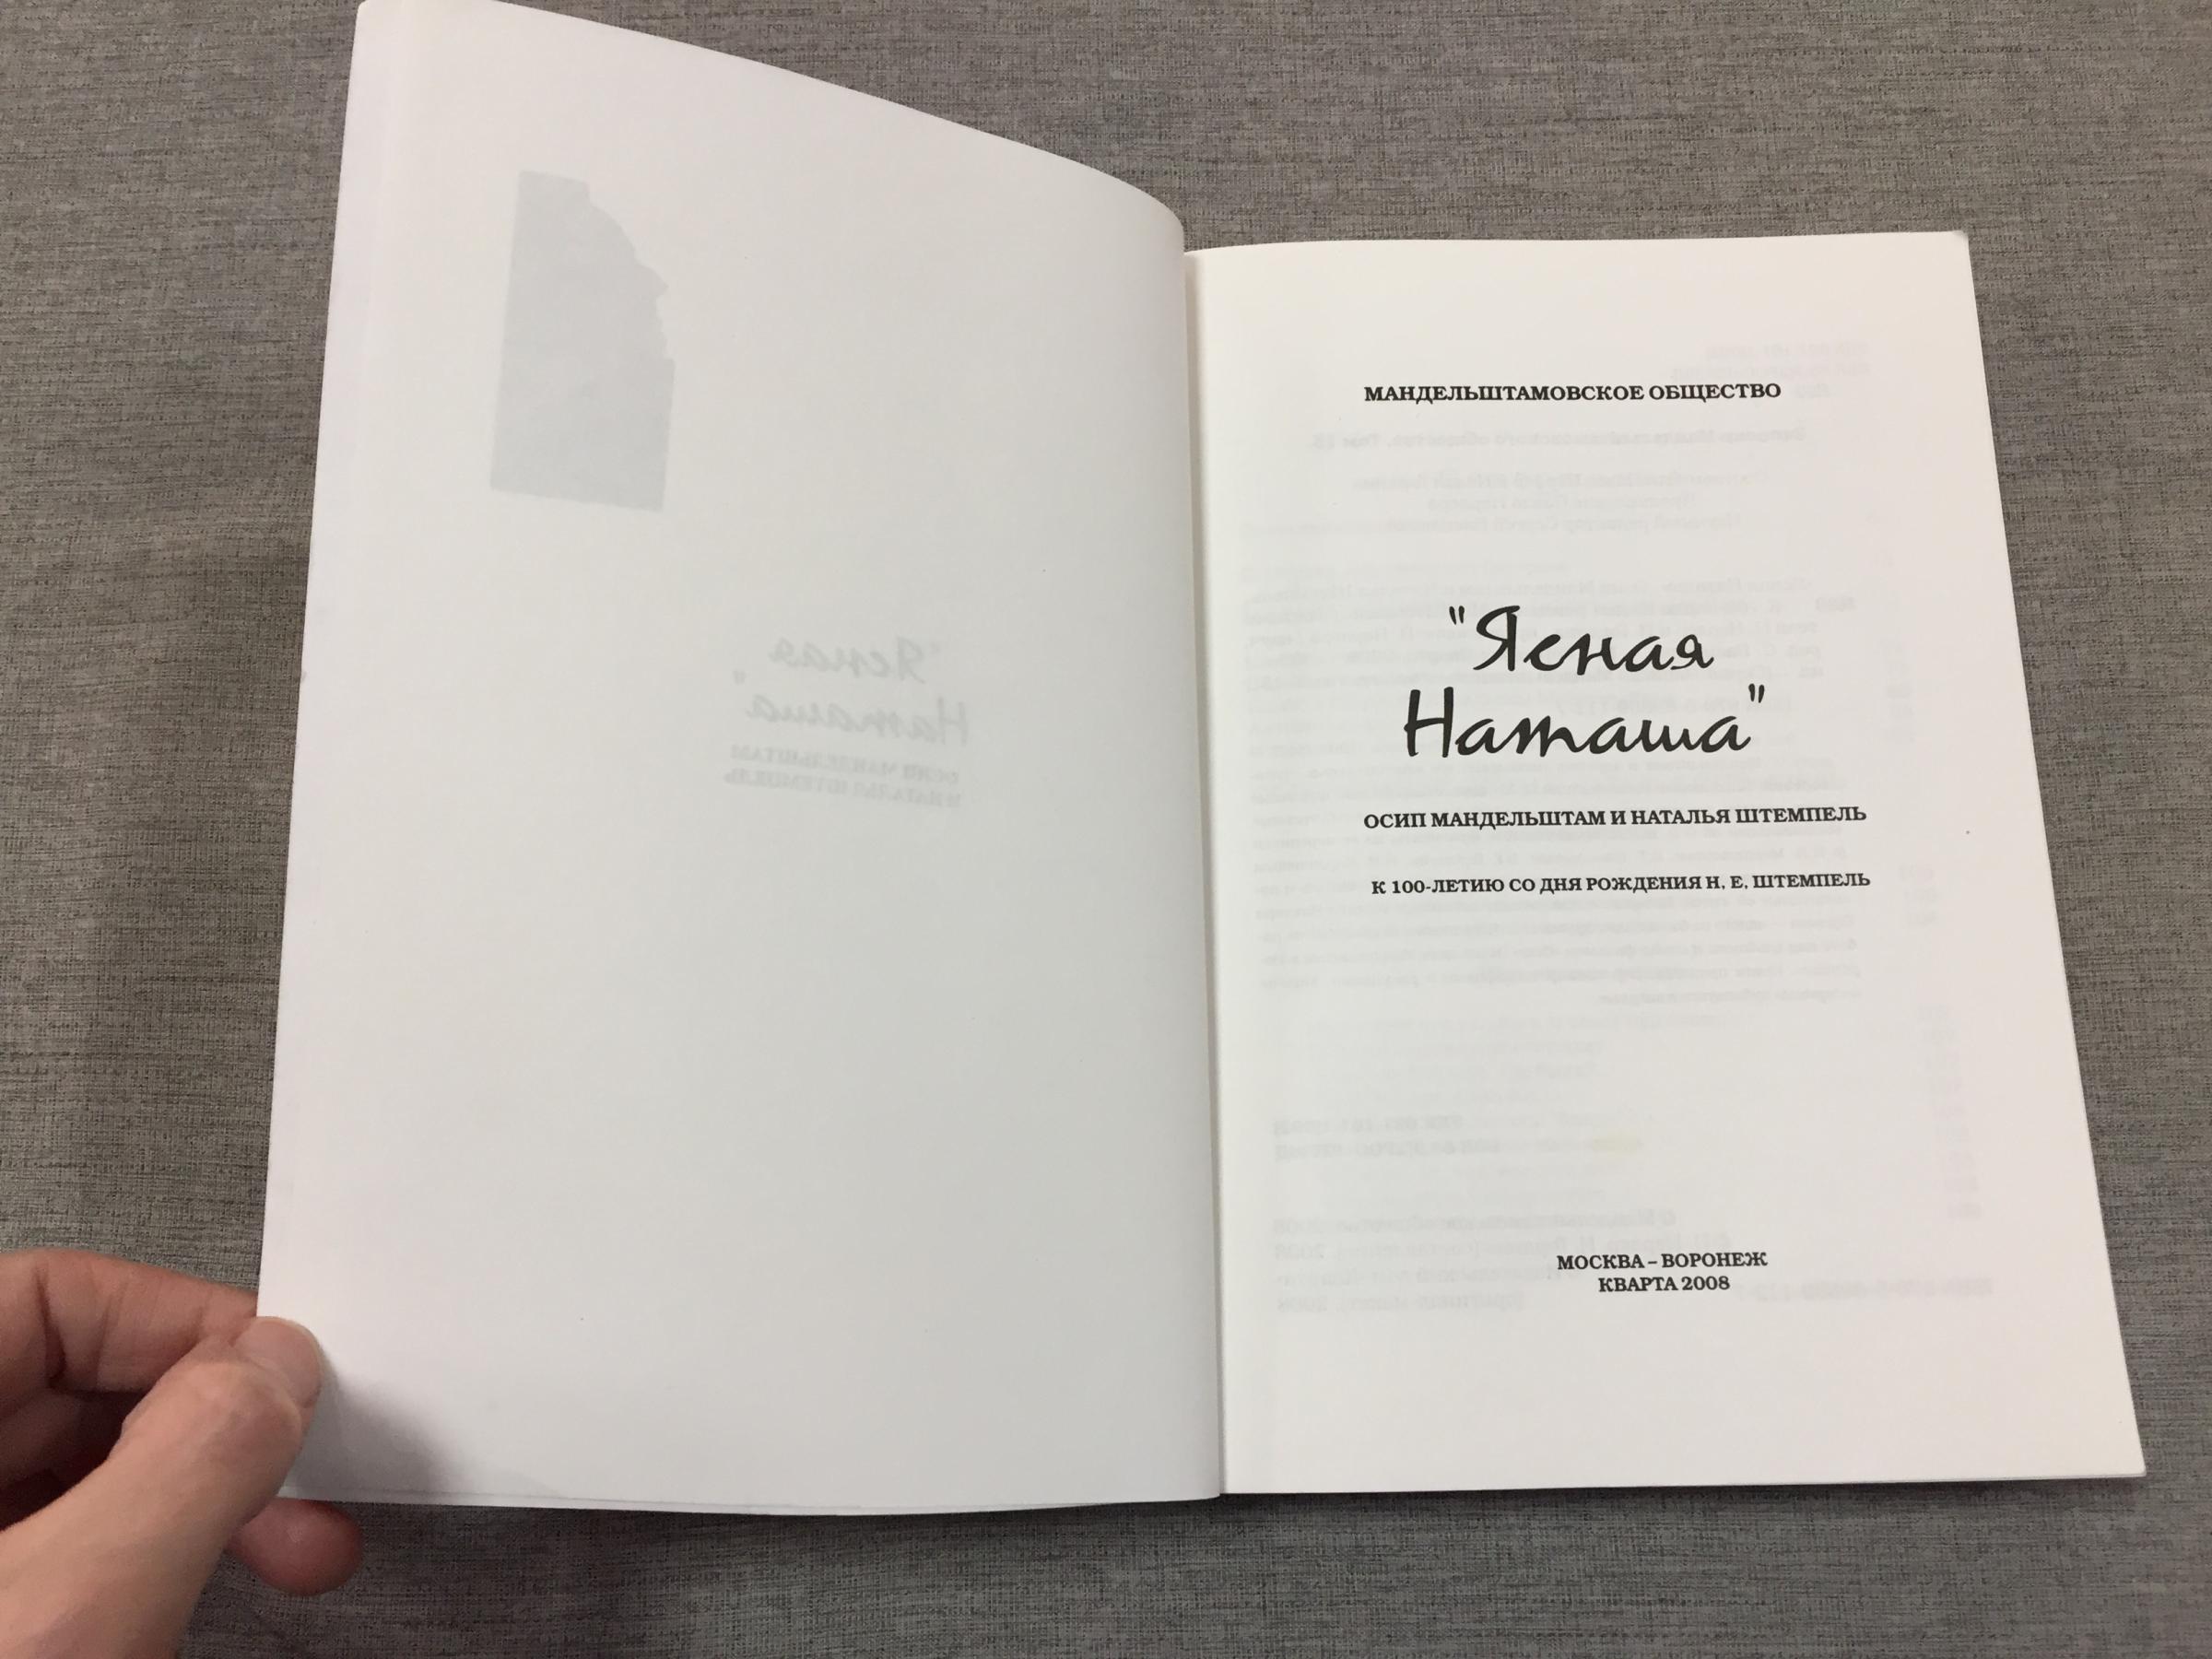 МАНДЕЛЬШТАМОВСКОЕ ОБЩЕСТВО
"Ясная
Наташа"
ОСИП МАНДЕЛЬШТАМ И НАТАЛЬЯ ШТЕМПЕЛЬ
К 100-ЛЕТИЮ СО ДНЯ РОЖДЕНИЯ Н. Е. ШТЕМПЕЛЬ
МОСКВА – ВОРОНЕЖ
КВАРТА 2008